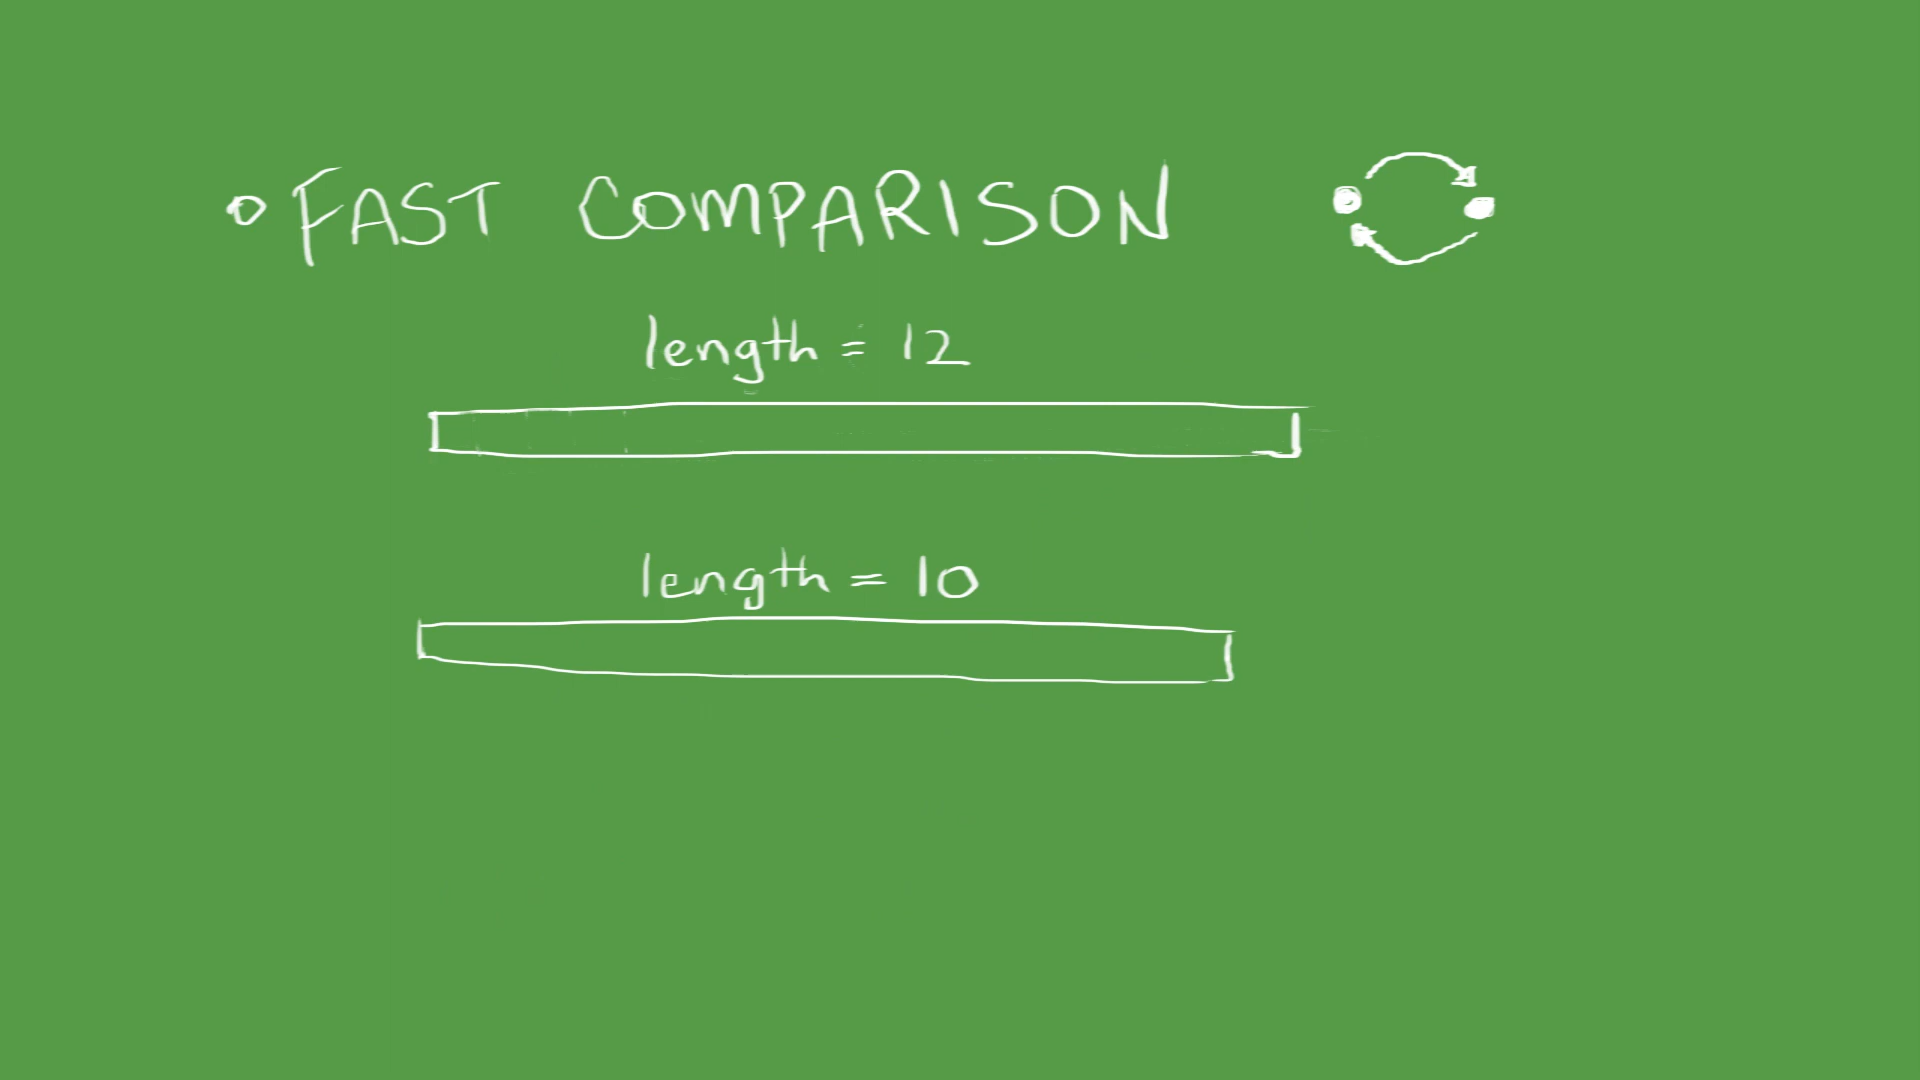 FAST COMPARISON
length = 12
length = 10